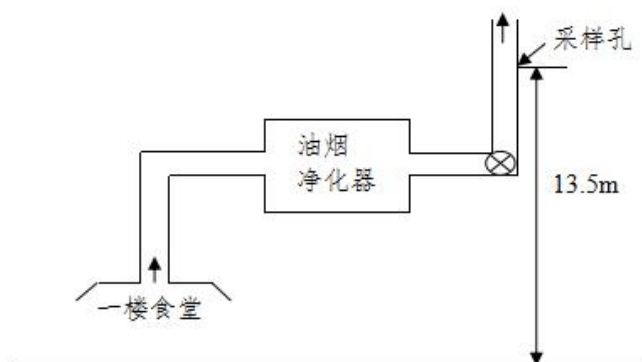 采样孔
油烟
净化器
13.5m
一楼食堂